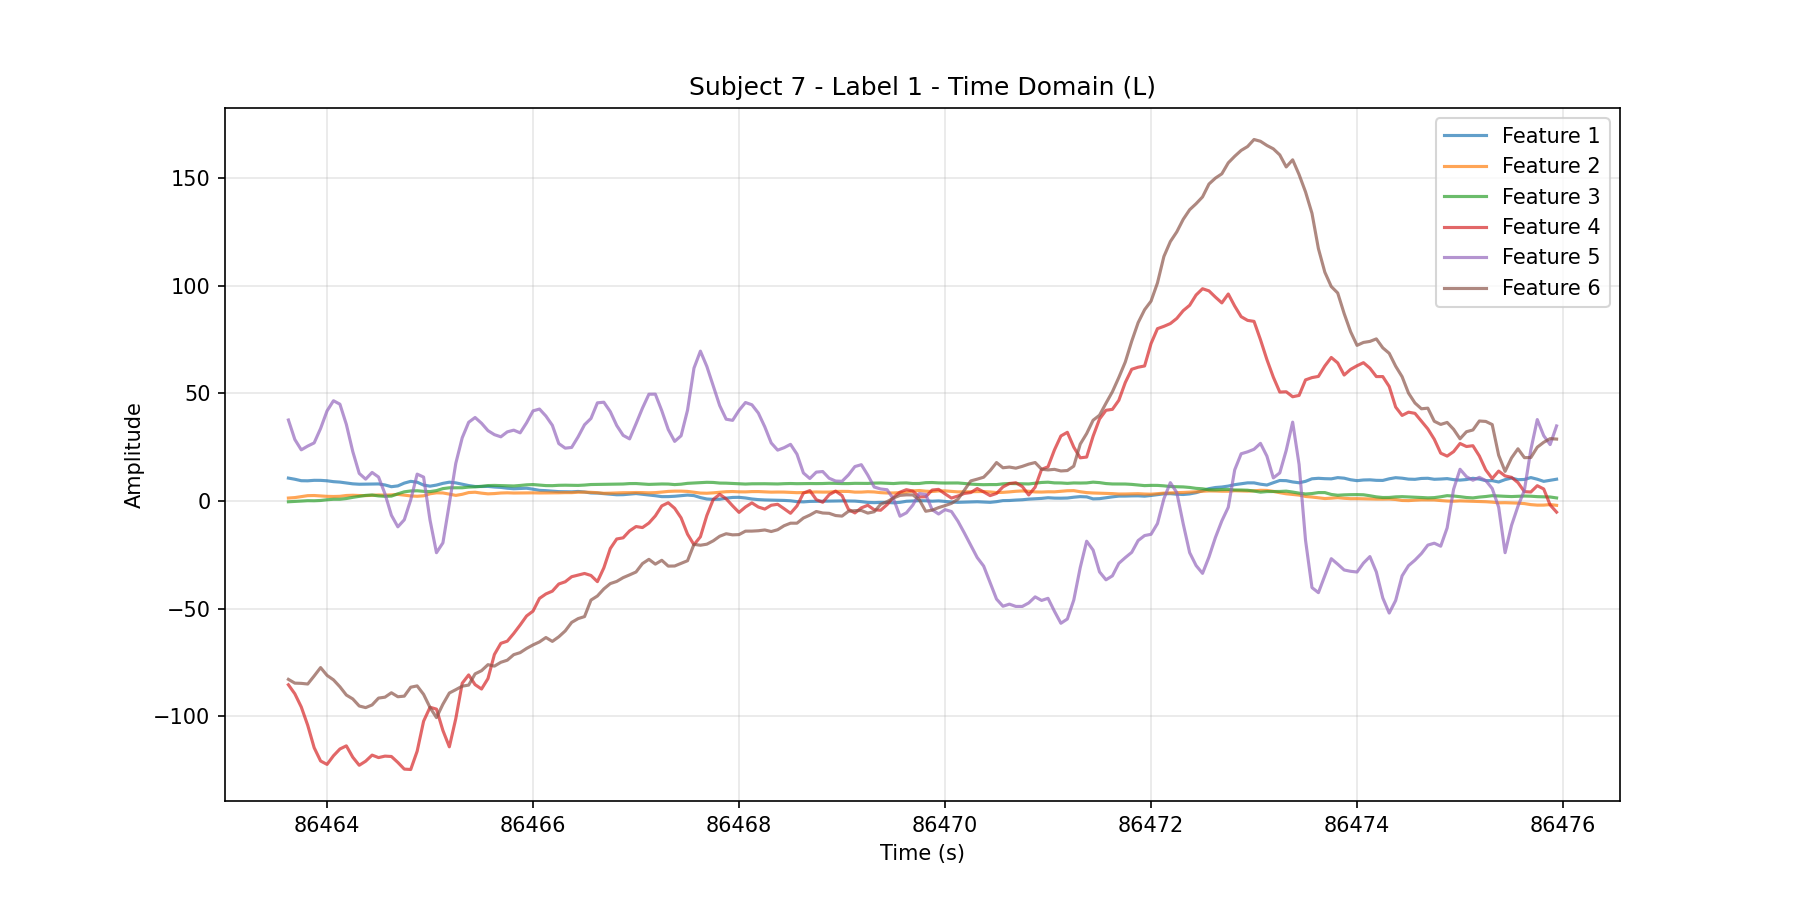 Subject 7 - Label 1 - Time Domain (L)
Feature 1
Feature 2
Feature 3
Feature 4
Feature 5
Feature 6
150
100
50
0
−50
−100
Amplitude
86464 86466 86468 86470 86472 86474 86476
Time (s)